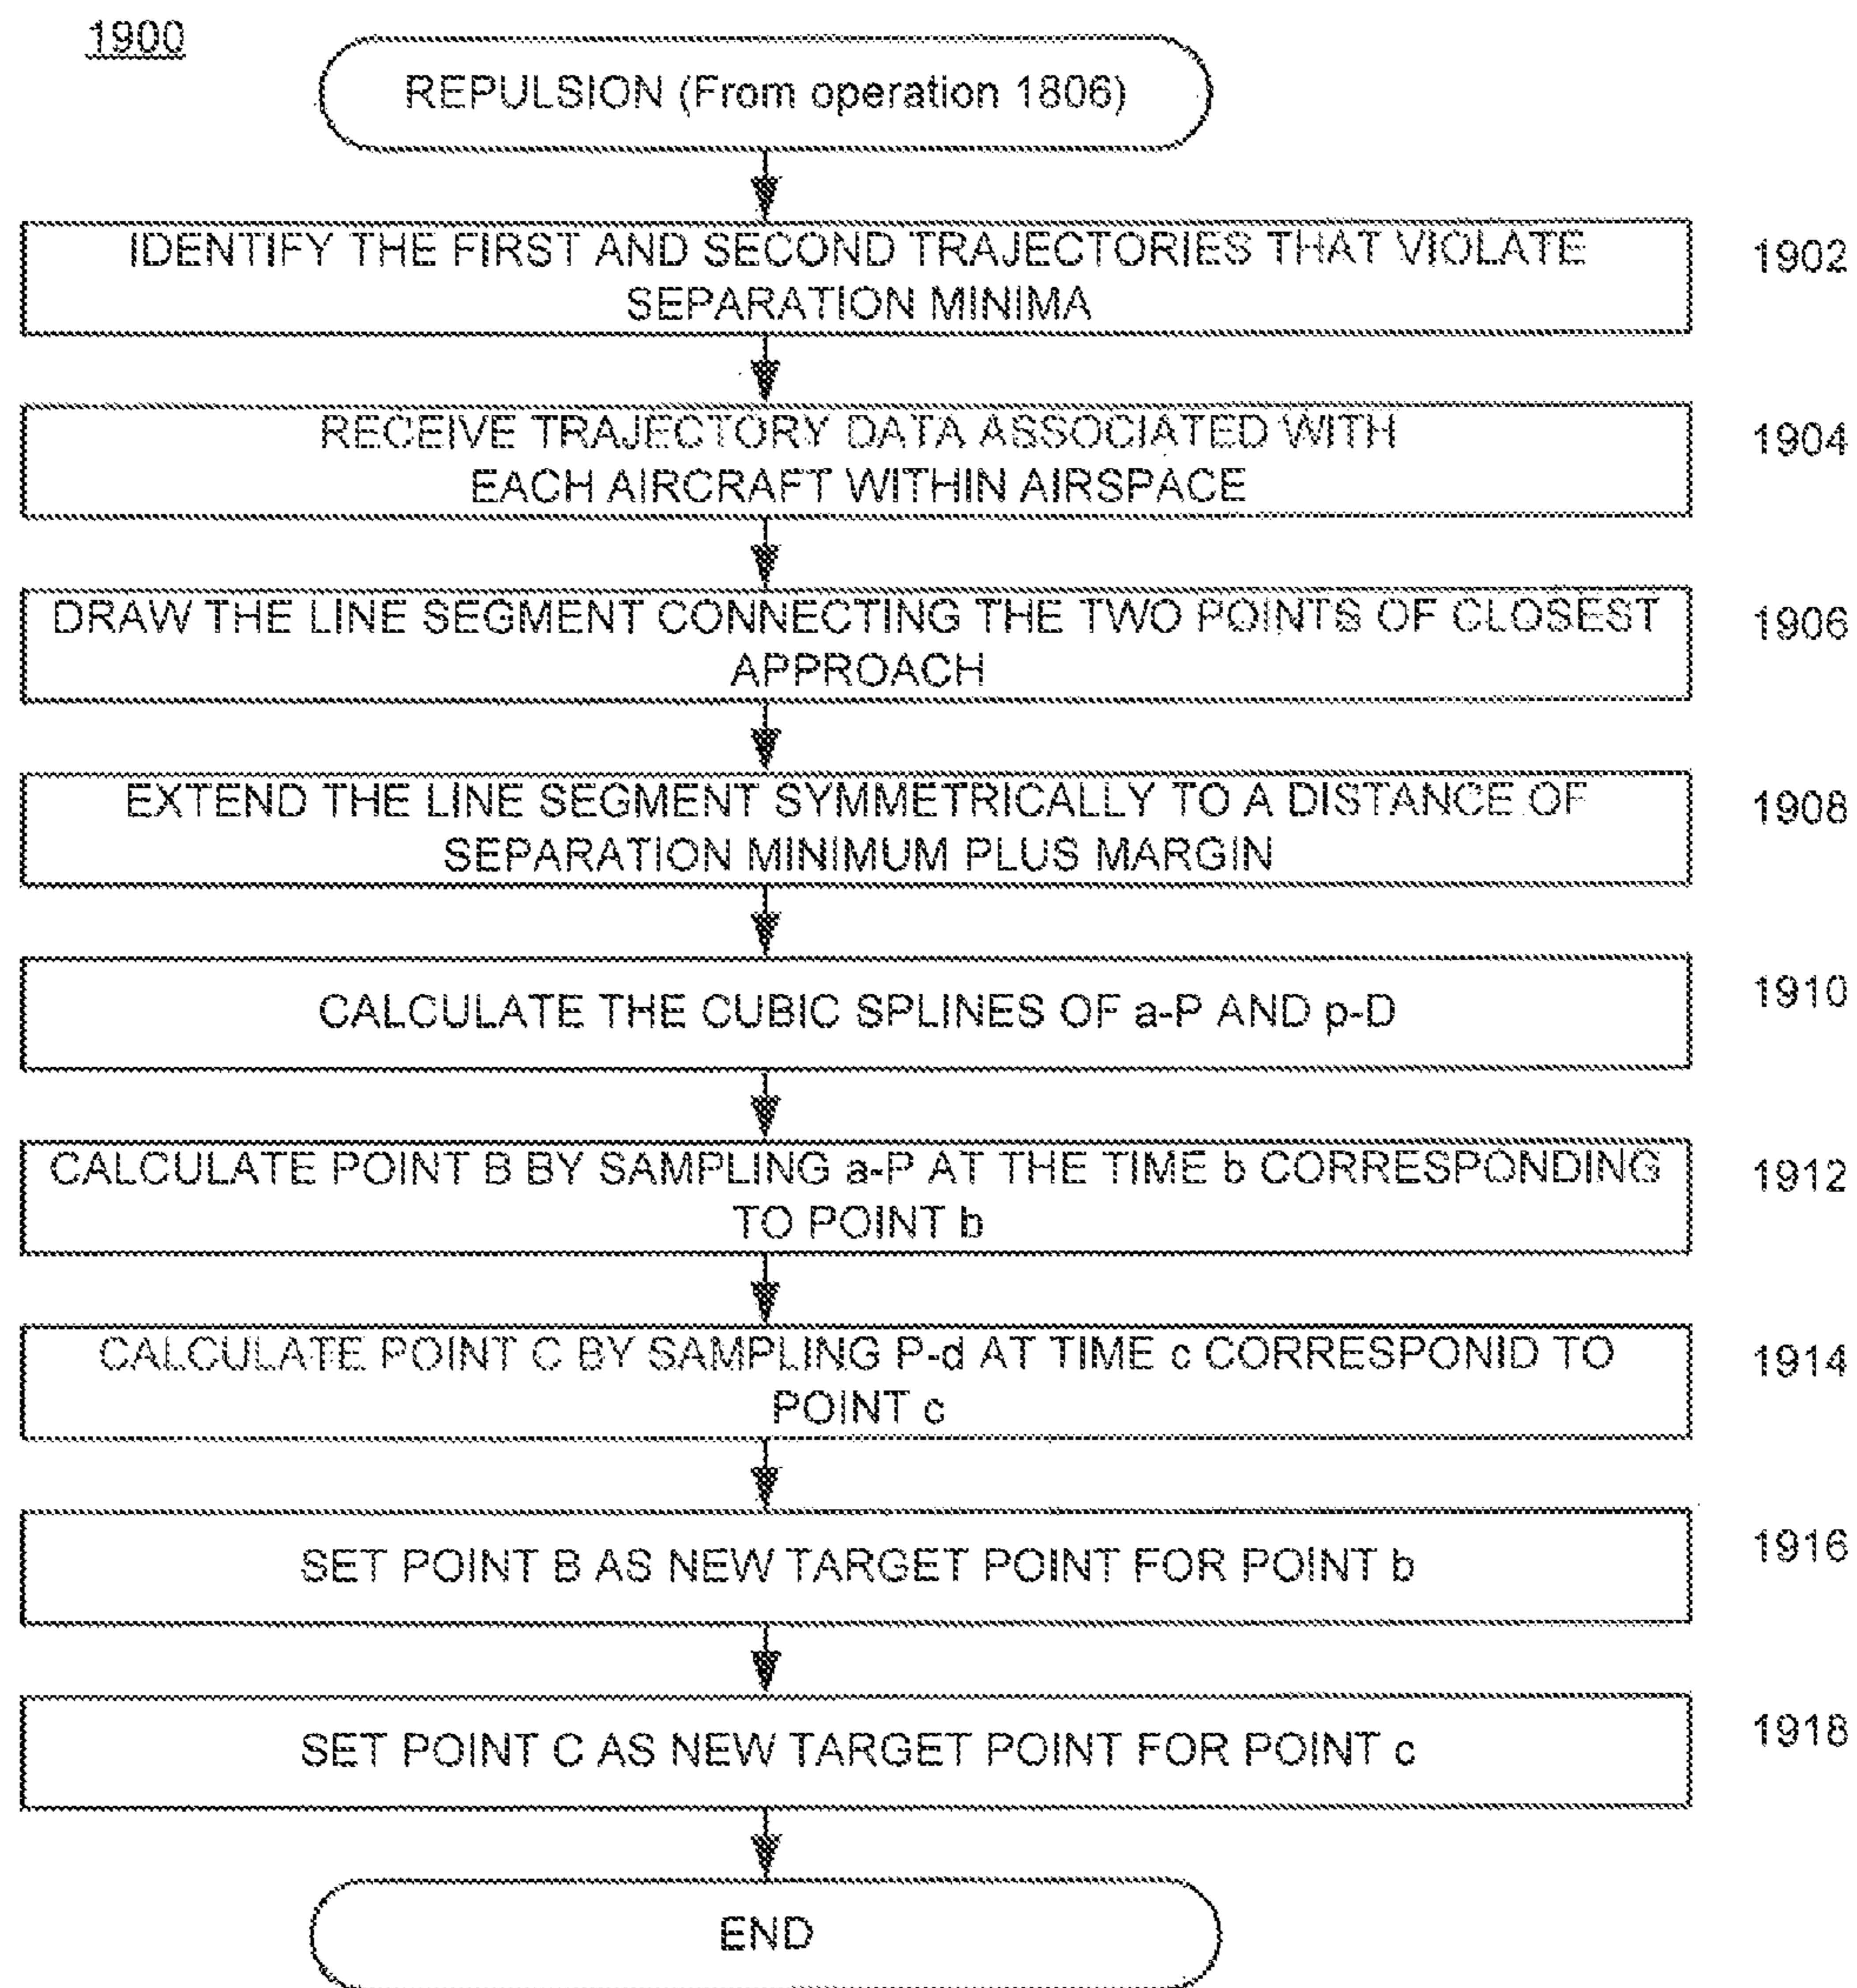 1900
REPULSION (From operation 1806)
IDENTIFY THE FIRST AND SECOND TRAJECTORIES THAT VIOLATE
SEPARATION MINIMA
1902
RECEIVE TRAJECTORY DATA ASSOCIATED WITH
EACH AIRCRAFT WITHIN AIRSPACE
1904
DRAW THE LINE SEGMENT CONNECTING THE TWO POINTS OF CLOSEST
APPROACH
1906
EXTEND THE LINE SEGMENT SYMMETRICALLY TO A DISTANCE OF
SEPARATION MINIMUM PLUS MARGIN
1908
CALCULATE THE CUBIC SPLINES OF a-P AND p-D
1910
CALCULATE POINT B BY SAMPLING a-P AT THE TIME b CORRESPONDING
TO POINT b
1912
CALCULATE POINT C BY SAMPLING P-d AT TIME c CORRESPONID TO
POINT c
1914
SET POINT B AS NEW TARGET POINT FOR POINT b
1916
SET POINT C AS NEW TARGET POINT FOR POINT c
1918
END